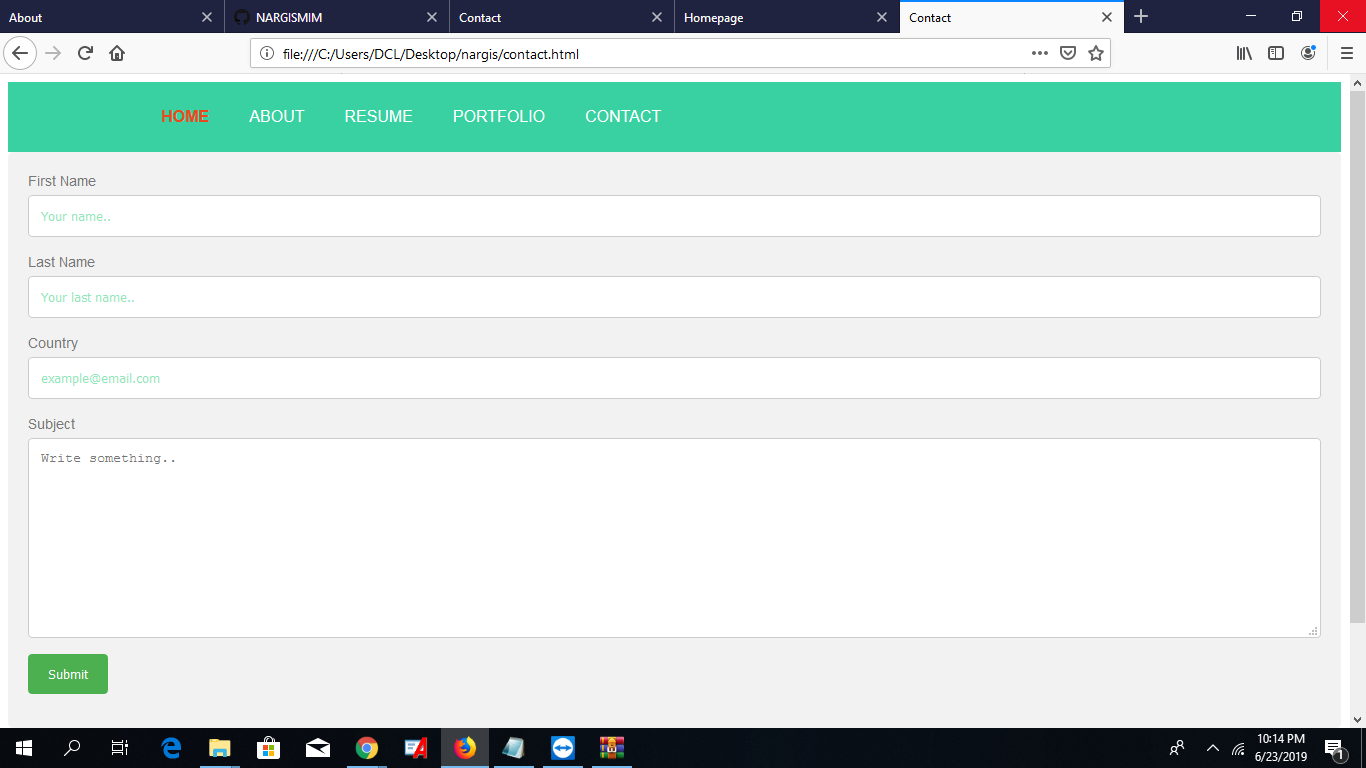 About NARGISMIM Contact Homepage Contact
file:///C:/Users/DCL/Desktop/nargis/contact.html
HOME ABOUT RESUME PORTFOLIO CONTACT
First Name
Your name..
Last Name
Your last name..
Country
example@email.com
Subject
Write something..
Submit
10:14 PM
6/23/2019
1